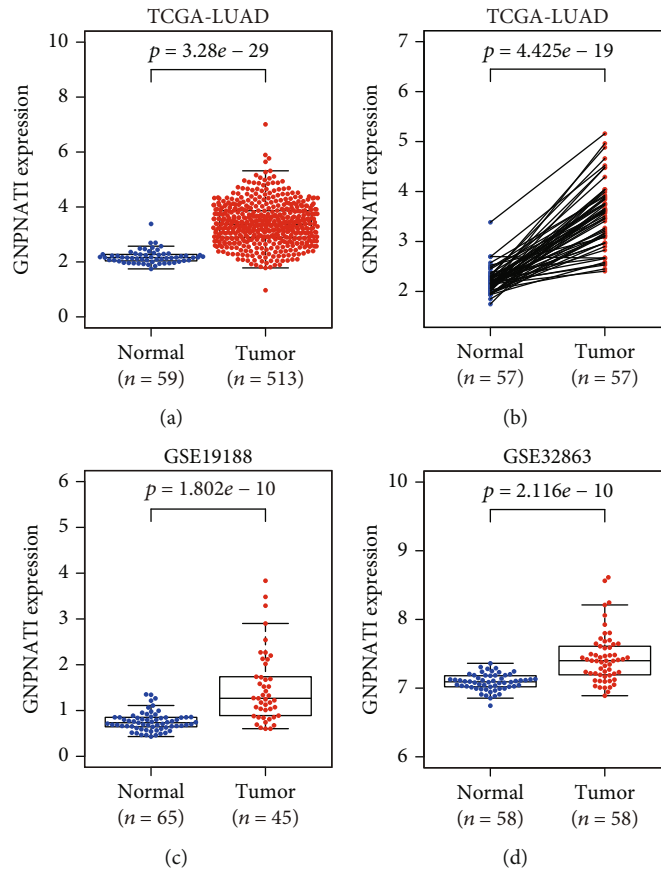 TCGA-LUAD
p = 3.28e − 29
GNPNATI expression
10
8
6
4
2
0
Normal
(n = 59)
Tumor
(n = 513)
(a)
TCGA-LUAD
p = 4.425e − 19
GNPNATI expression
7
6
5
4
3
2
Normal
(n = 57)
Tumor
(n = 57)
(b)
GSE19188
p = 1.802e − 10
GNPNATI expression
6
5
4
3
2
1
0
Normal
(n = 65)
Tumor
(n = 45)
(c)
GSE32863
p = 2.116e − 10
GNPNATI expression
10
9
8
7
6
Normal
(n = 58)
Tumor
(n = 58)
(d)